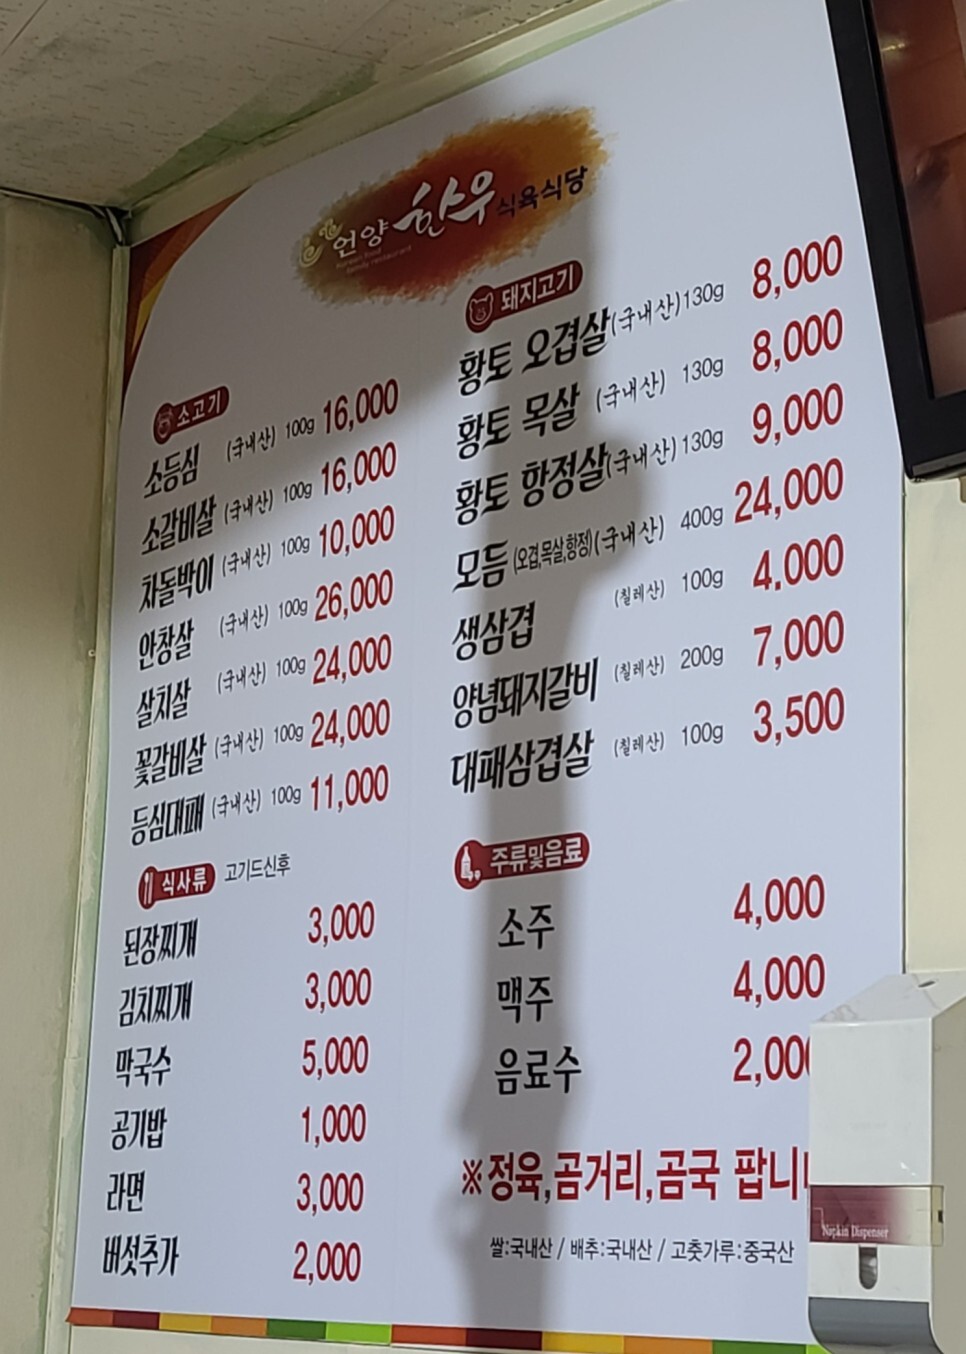 언양 한우 식육식당
Korean food
family restaurant
소고기
소등심 (국내산) 100g 16,000
소갈비살 (국내산) 100g 16,000
차돌박이 (국내산) 100g 10,000
안창살 (국내산) 100g 26,000
살치살 (국내산) 100g 24,000
꽃갈비살 (국내산) 100g 24,000
등심대패 (국내산) 100g 11,000
식사류 고기드신후
된장찌개 3,000
김치찌개 3,000
막국수 5,000
공기밥 1,000
라면 3,000
버섯추가 2,000
돼지고기
황토 오겹살(국내산)130g 8,000
황토 목살 (국내산) 130g 8,000
황토 항정살(국내산)130g 9,000
모듬(오겹,목살,항정)(국내산) 400g 24,000
생삼겹 (칠레산) 100g 4,000
양념돼지갈비 (칠레산) 200g 7,000
대패삼겹살 (칠레산) 100g 3,500
주류및음료
소주 4,000
맥주 4,000
음료수 2,000
※정육,곰거리,곰국 팝니
쌀:국내산 / 배추:국내산 / 고춧가루:중국산
Napkin Dispenser